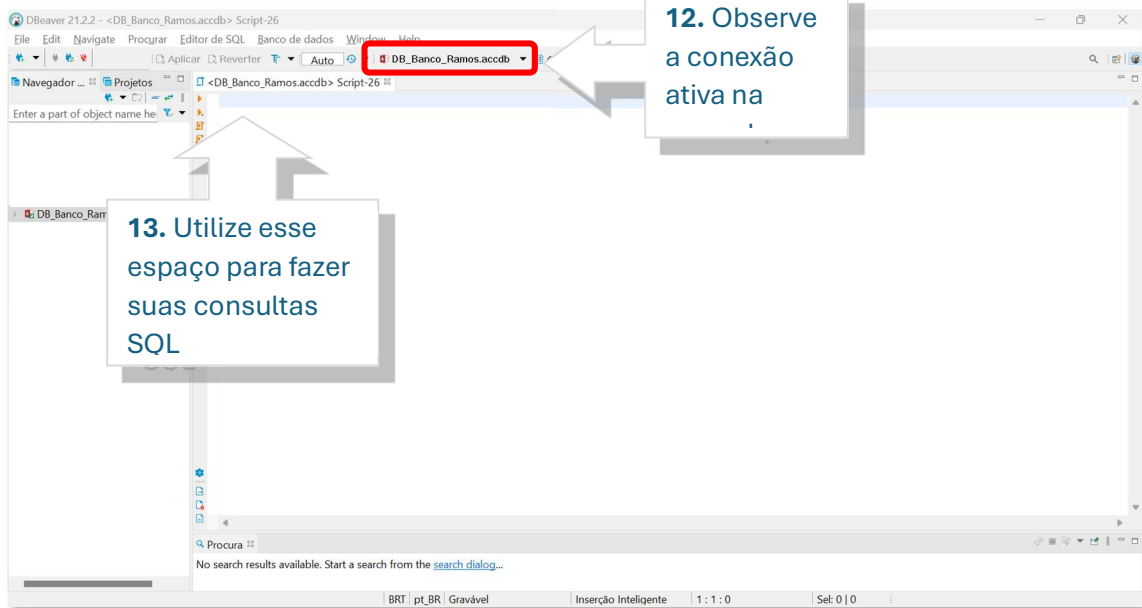 DBeaver 21.2.2 - <DB_Banco_Ramos.accdb> Script-26
File Edit Navigate Procurar Editor de SQL Banco de dados Window Help
Aplicar Reverter Auto DB_Banco_Ramos.accdb
Navegador ... Projetos <DB_Banco_Ramos.accdb> Script-26
Enter a part of object name he
12. Observe
a conexão
ativa na
DB_Banco_Ram
13. Utilize esse
espaço para fazer
suas consultas
SQL
Procura
No search results available. Start a search from the search dialog...
BRT pt_BR Gravável Inserção Inteligente 1 : 1 : 0 Sel: 0 | 0